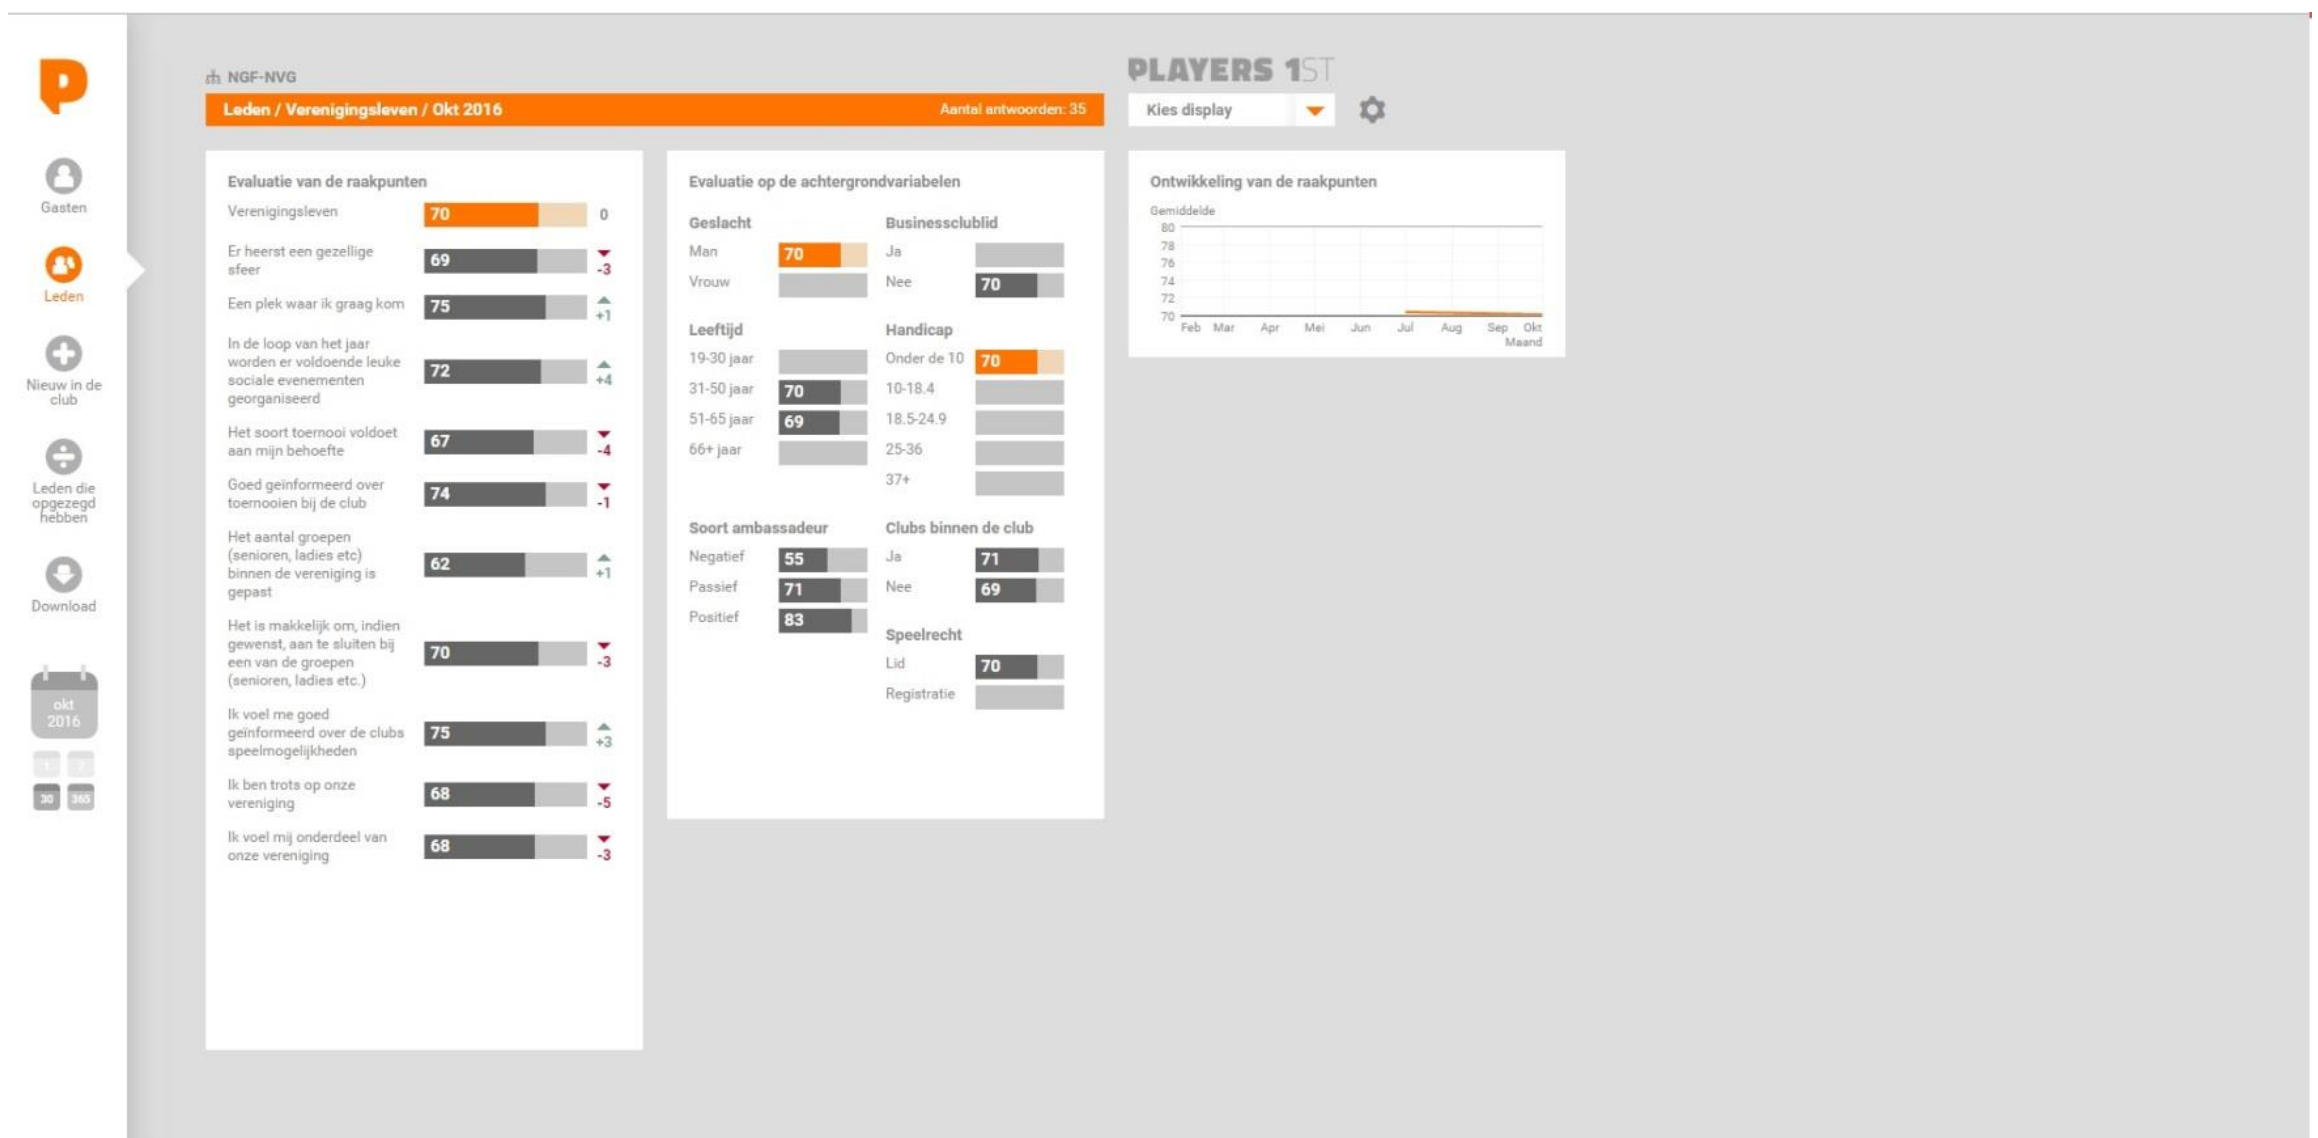 NGF-NVG
PLAYERS 1ST
Leden / Verenigingsleven / Okt 2016
Aantal antwoorden: 35
Kies display
Gasten
Leden
Nieuw in de
club
Leden die
opgezegd
hebben
Download
okt
2016
1 7
30 365
Evaluatie van de raakpunten
Verenigingsleven 70 0
Er heerst een gezellige
sfeer
69 -3
Een plek waar ik graag kom 75 +1
In de loop van het jaar
worden er voldoende leuke
sociale evenementen
georganiseerd
72 +4
Het soort toernooi voldoet
aan mijn behoefte
67 -4
Goed geïnformeerd over
toernooien bij de club
74 -1
Het aantal groepen
(senioren, ladies etc)
binnen de vereniging is
gepast
62 +1
Het is makkelijk om, indien
gewenst, aan te sluiten bij
een van de groepen
(senioren, ladies etc.)
70 -3
Ik voel me goed
geïnformeerd over de clubs
speelmogelijkheden
75 +3
Ik ben trots op onze
vereniging
68 -5
Ik voel mij onderdeel van
onze vereniging
68 -3
Evaluatie op de achtergrondvariabelen
Geslacht
Man 70
Vrouw
Businessclublid
Ja
Nee 70
Leeftijd
19-30 jaar
31-50 jaar 70
51-65 jaar 69
66+ jaar
Handicap
Onder de 10 70
10-18.4
18.5-24.9
25-36
37+
Soort ambassadeur
Negatief 55
Passief 71
Positief 83
Clubs binnen de club
Ja 71
Nee 69
Speelrecht
Lid 70
Registratie
Ontwikkeling van de raakpunten
Gemiddelde
80
78
76
74
72
70
Feb Mar Apr Mei Jun Jul Aug Sep Okt
Maand